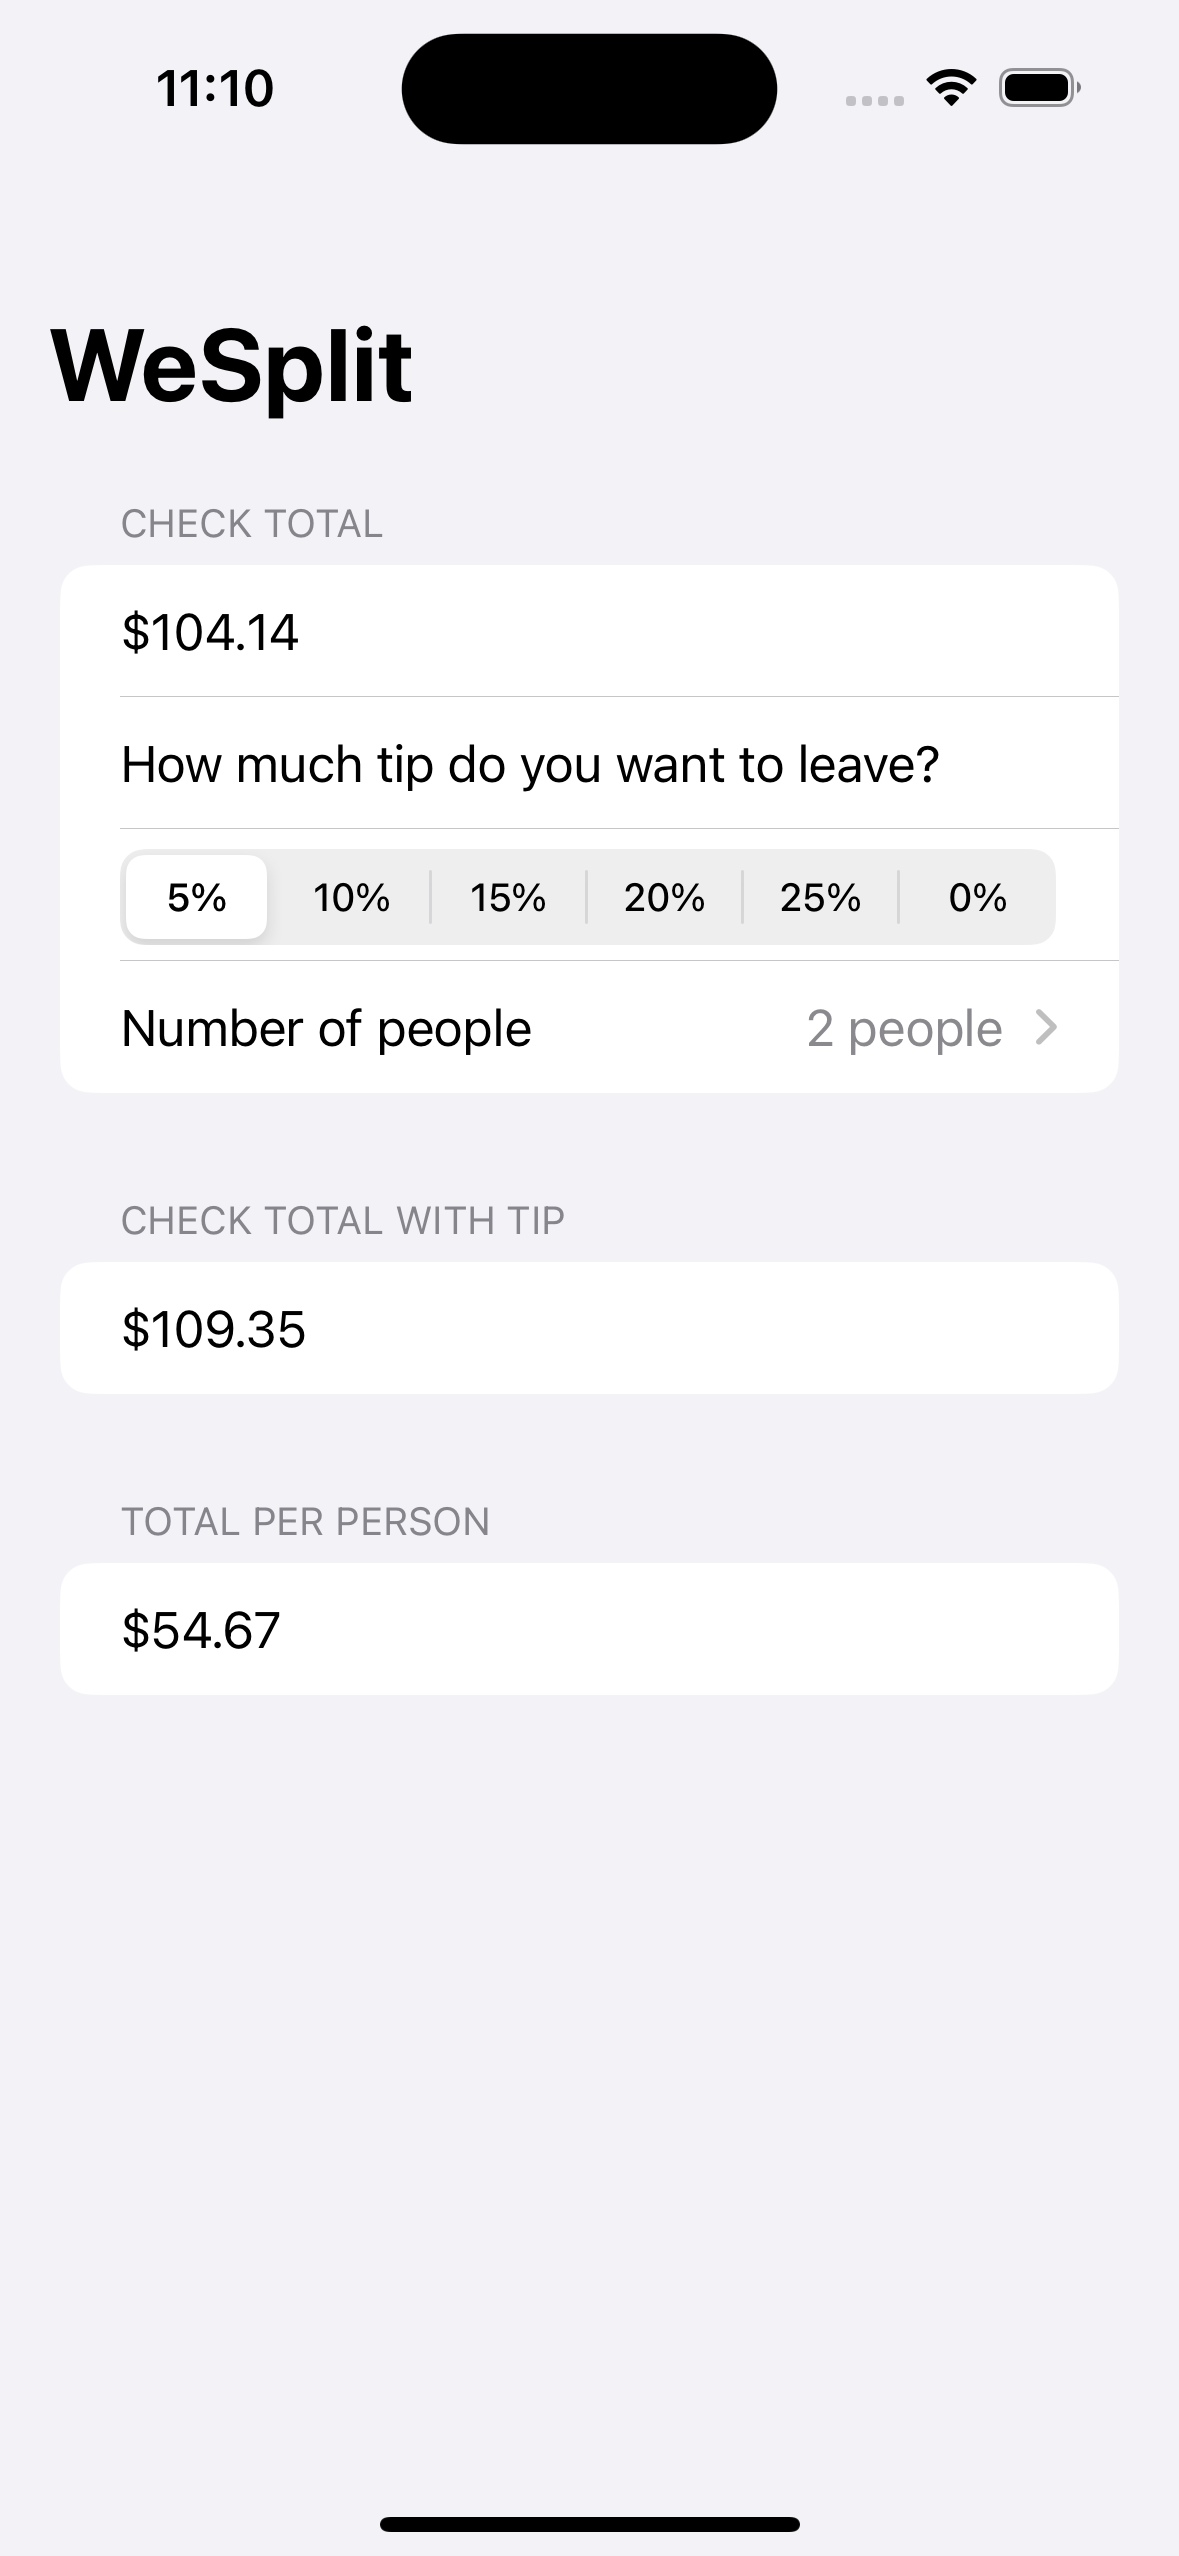 11:10
WeSplit
CHECK TOTAL
$104.14
How much tip do you want to leave?
5% 10% 15% 20% 25% 0%
Number of people 2 people
CHECK TOTAL WITH TIP
$109.35
TOTAL PER PERSON
$54.67